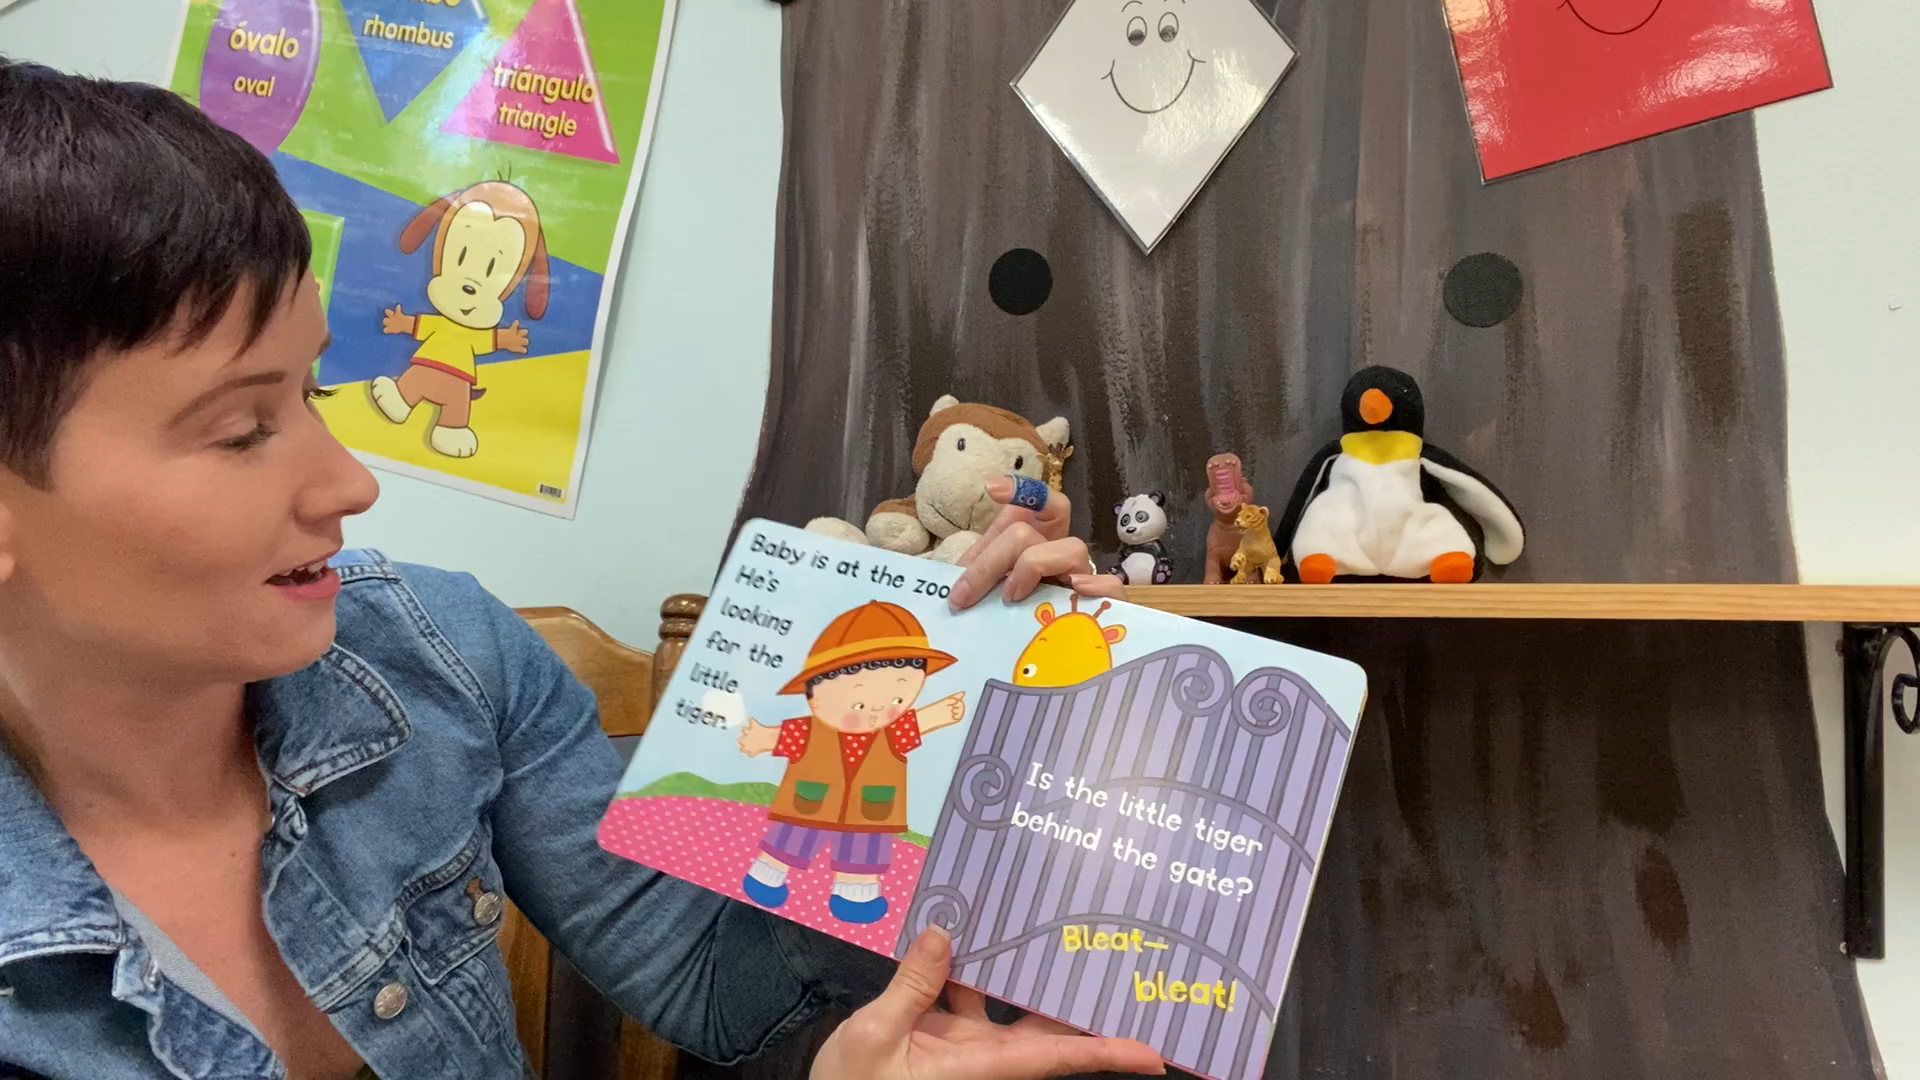 óvalo
oval
rhombus
triángulo
triangle
Baby is at the zoo
He's
looking
for the
little
tiger.
Is the little tiger
behind the gate?
Bleat—
bleat!